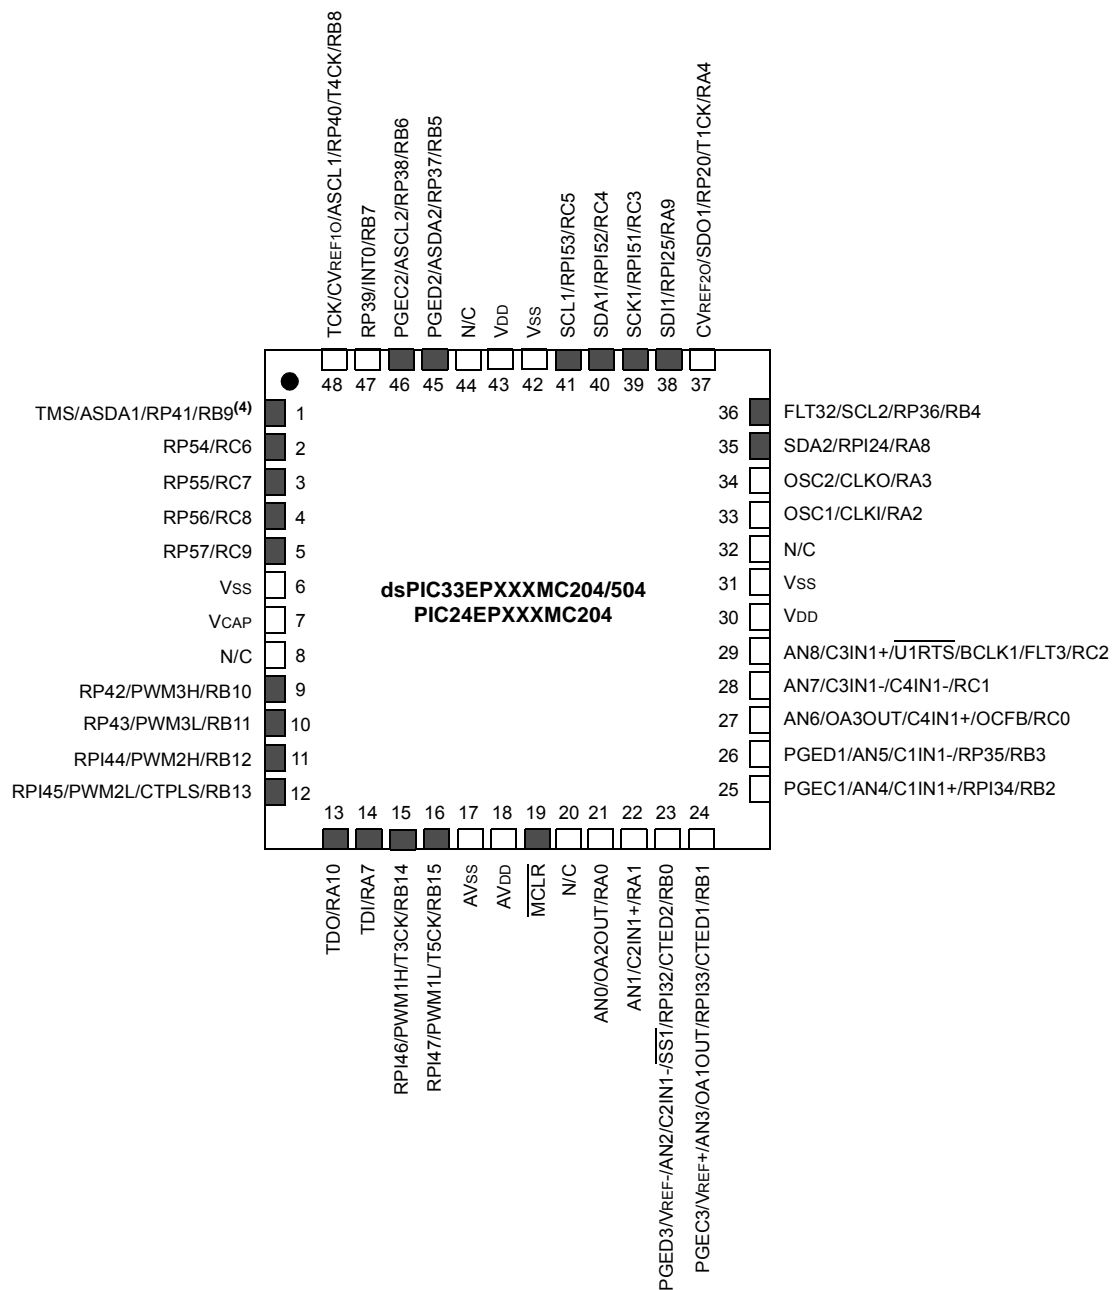 TCK/CVREF1O/ASCL1/RP40/T4CK/RB8
RP39/INT0/RB7
PGEC2/ASCL2/RP38/RB6
PGED2/ASDA2/RP37/RB5
N/C
VDD
VSS
SCL1/RPI53/RC5
SDA1/RPI52/RC4
SCK1/RPI51/RC3
SDI1/RPI25/RA9
CVREF2O/SDO1/RP20/T1CK/RA4
48 47 46 45 44 43 42 41 40 39 38 37
TMS/ASDA1/RP41/RB9(4) 1
RP54/RC6 2
RP55/RC7 3
RP56/RC8 4
RP57/RC9 5
VSS 6
VCAP 7
N/C 8
RP42/PWM3H/RB10 9
RP43/PWM3L/RB11 10
RPI44/PWM2H/RB12 11
RPI45/PWM2L/CTPLS/RB13 12
dsPIC33EPXXXMC204/504
PIC24EPXXXMC204
36 FLT32/SCL2/RP36/RB4
35 SDA2/RPI24/RA8
34 OSC2/CLKO/RA3
33 OSC1/CLKI/RA2
32 N/C
31 VSS
30 VDD
29 AN8/C3IN1+/U1RTS/BCLK1/FLT3/RC2
28 AN7/C3IN1-/C4IN1-/RC1
27 AN6/OA3OUT/C4IN1+/OCFB/RC0
26 PGED1/AN5/C1IN1-/RP35/RB3
25 PGEC1/AN4/C1IN1+/RPI34/RB2
13 14 15 16 17 18 19 20 21 22 23 24
TDO/RA10
TDI/RA7
RPI46/PWM1H/T3CK/RB14
RPI47/PWM1L/T5CK/RB15
AVSS
AVDD
MCLR
N/C
AN0/OA2OUT/RA0
AN1/C2IN1+/RA1
PGED3/VREF-/AN2/C2IN1-/SS1/RPI32/CTED2/RB0
PGEC3/VREF+/AN3/OA1OUT/RPI33/CTED1/RB1